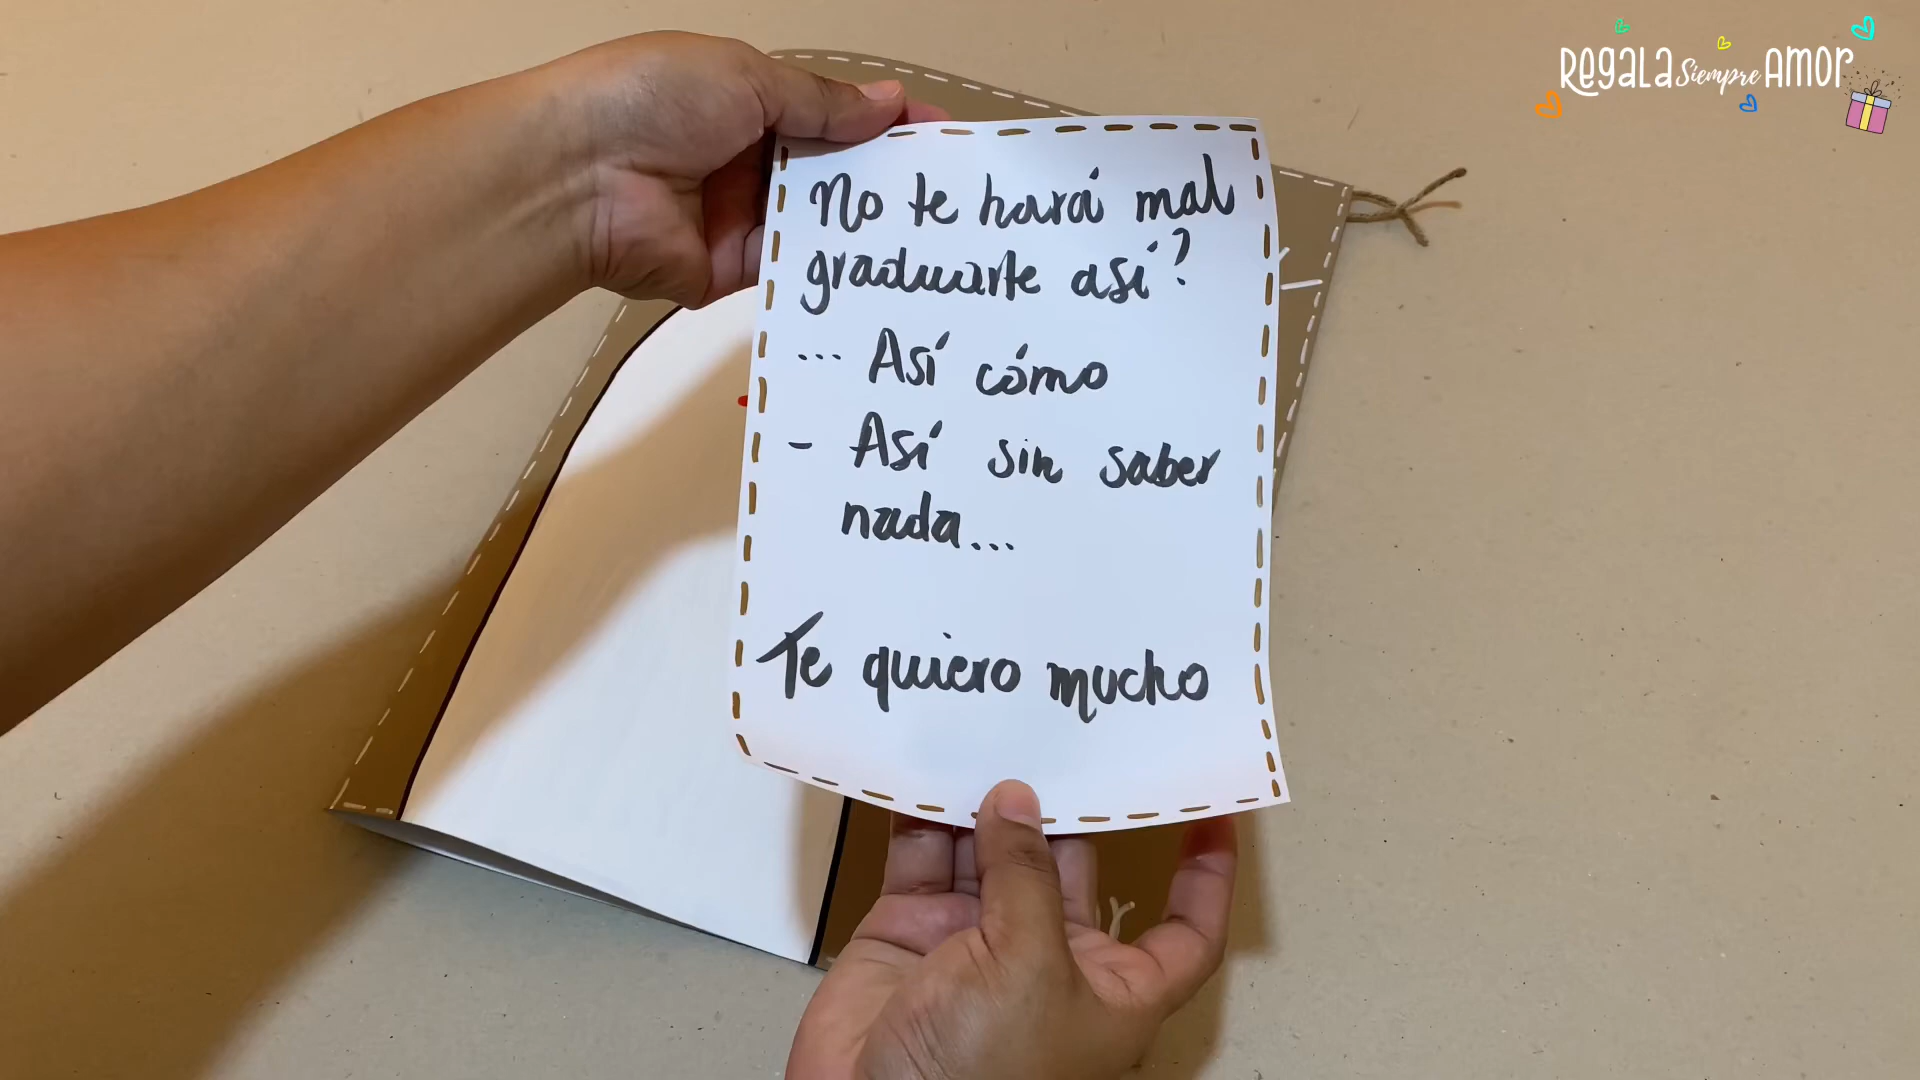 REGALA Siempre AMOR
No te hará mal
graduarte así?
... Así cómo
- Así sin saber
nada...
Te quiero mucho